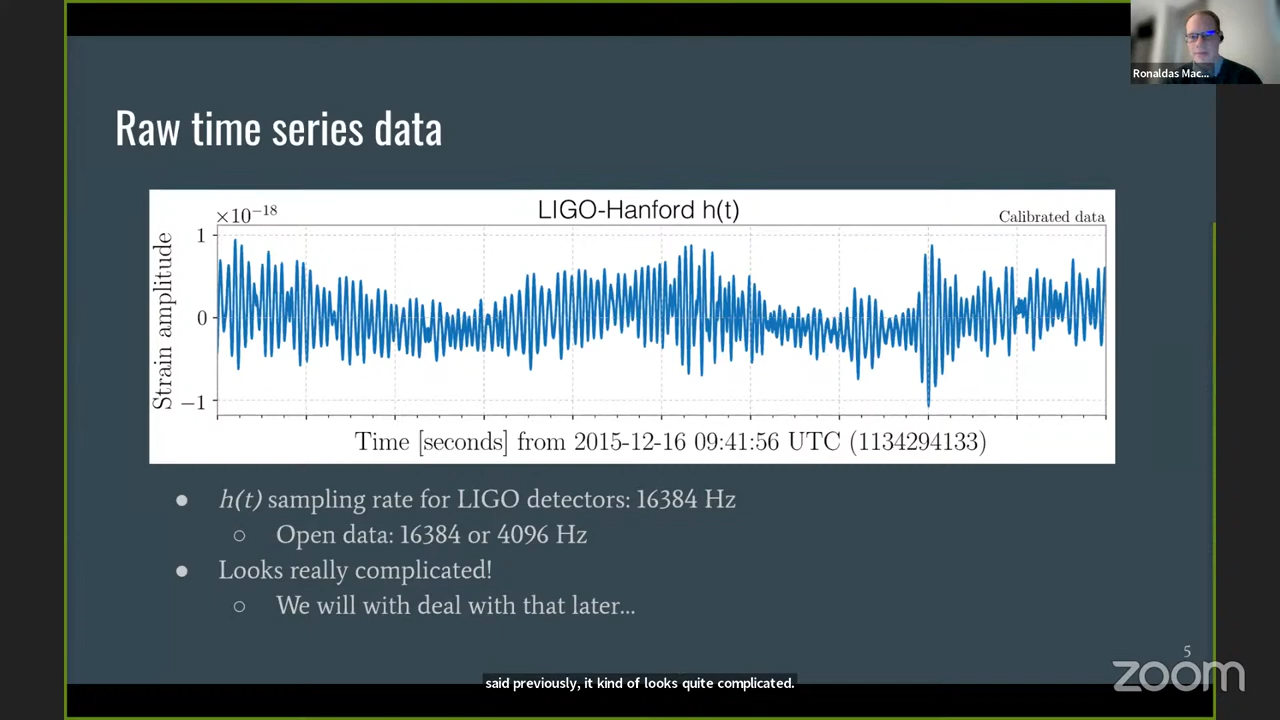 Ronaldas Mac...
Raw time series data
LIGO-Hanford h(t)
×10⁻¹⁸
Calibrated data
Strain amplitude
1
0
−1
Time [seconds] from 2015-12-16 09:41:56 UTC (1134294133)
● h(t) sampling rate for LIGO detectors: 16384 Hz
○ Open data: 16384 or 4096 Hz
● Looks really complicated!
○ We will with deal with that later...
5
zoom
said previously, it kind of looks quite complicated.